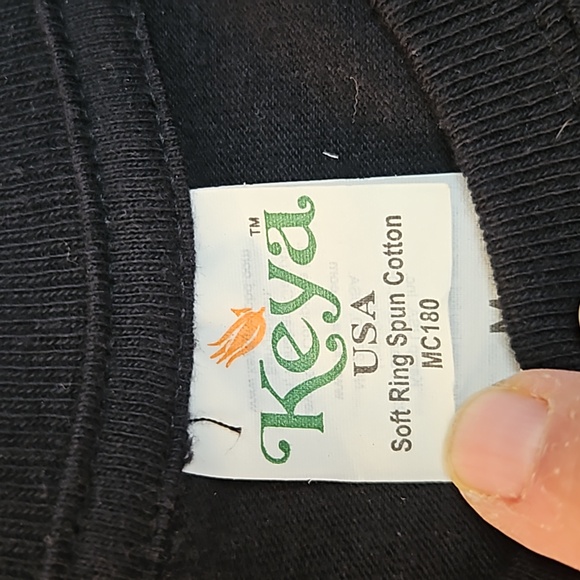 Keya™
USA
Soft Ring Spun Cotton
MC180
M